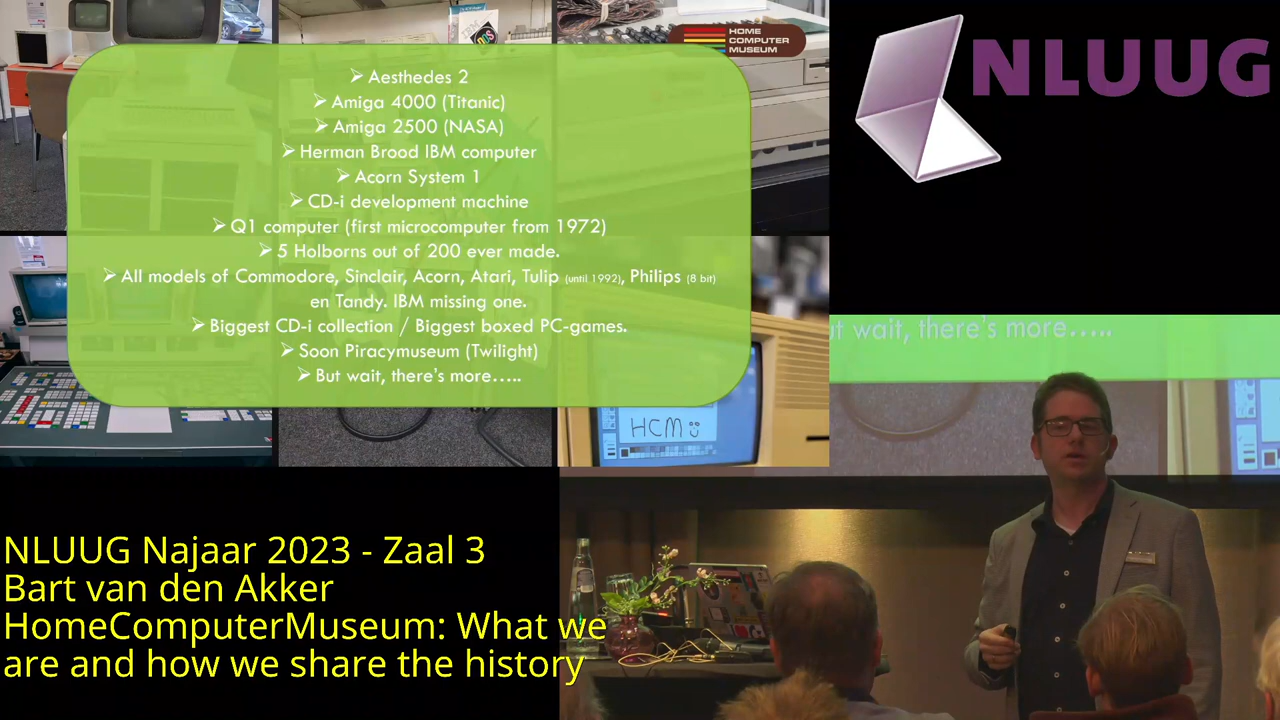 HOME
COMPUTER
MUSEUM
NLUUG
➢ Aesthedes 2
➢ Amiga 4000 (Titanic)
➢ Amiga 2500 (NASA)
➢ Herman Brood IBM computer
➢ Acorn System 1
➢ CD-i development machine
➢ Q1 computer (first microcomputer from 1972)
➢ 5 Holborns out of 200 ever made.
➢ All models of Commodore, Sinclair, Acorn, Atari, Tulip (until 1992), Philips (8 bit)
en Tandy. IBM missing one.
➢ Biggest CD-i collection / Biggest boxed PC-games.
➢ Soon Piracymuseum (Twilight)
➢ But wait, there's more…..
HCM
ut wait, there's more.....
NLUUG Najaar 2023 - Zaal 3
Bart van den Akker
HomeComputerMuseum: What we
are and how we share the history